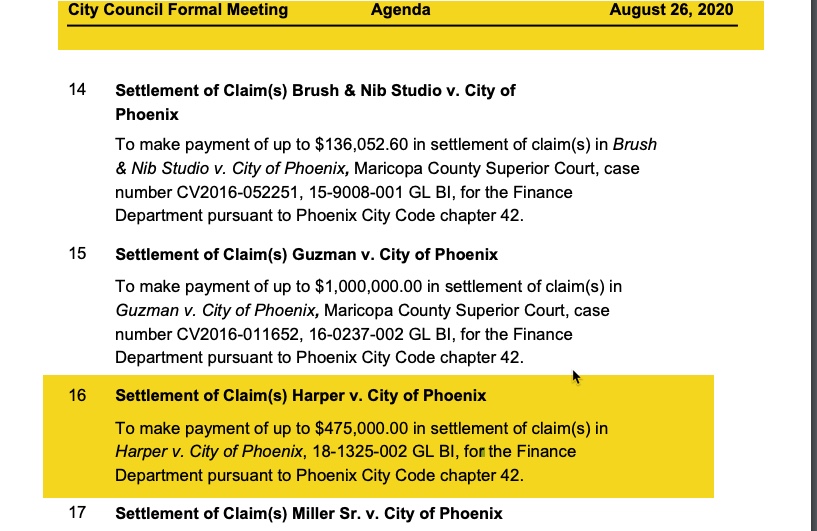 City Council Formal Meeting Agenda August 26, 2020
14 Settlement of Claim(s) Brush & Nib Studio v. City of
Phoenix
To make payment of up to $136,052.60 in settlement of claim(s) in Brush
& Nib Studio v. City of Phoenix, Maricopa County Superior Court, case
number CV2016-052251, 15-9008-001 GL BI, for the Finance
Department pursuant to Phoenix City Code chapter 42.
15 Settlement of Claim(s) Guzman v. City of Phoenix
To make payment of up to $1,000,000.00 in settlement of claim(s) in
Guzman v. City of Phoenix, Maricopa County Superior Court, case
number CV2016-011652, 16-0237-002 GL BI, for the Finance
Department pursuant to Phoenix City Code chapter 42.
16 Settlement of Claim(s) Harper v. City of Phoenix
To make payment of up to $475,000.00 in settlement of claim(s) in
Harper v. City of Phoenix, 18-1325-002 GL BI, for the Finance
Department pursuant to Phoenix City Code chapter 42.
17 Settlement of Claim(s) Miller Sr. v. City of Phoenix